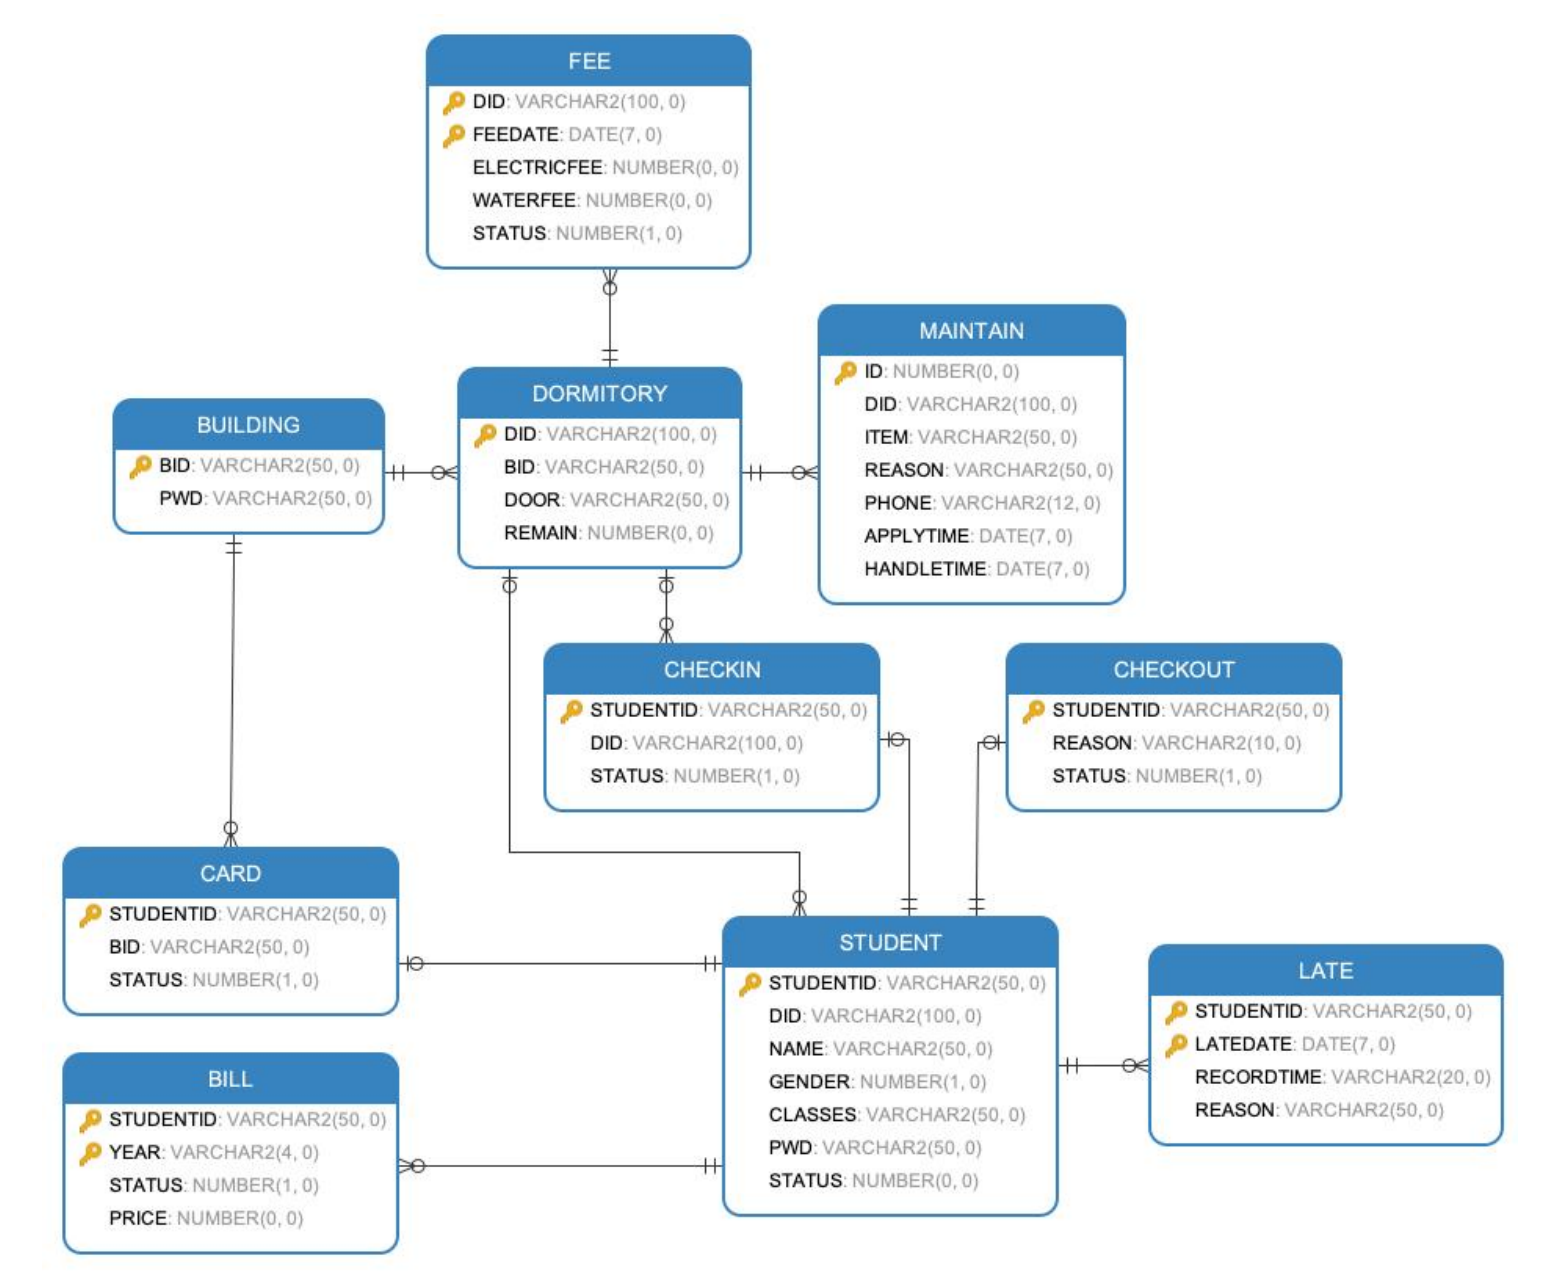 FEE
DID: VARCHAR2(100, 0)
FEEDATE: DATE(7, 0)
ELECTRICFEE: NUMBER(0, 0)
WATERFEE: NUMBER(0, 0)
STATUS: NUMBER(1, 0)
MAINTAIN
ID: NUMBER(0, 0)
DID: VARCHAR2(100, 0)
ITEM: VARCHAR2(50, 0)
REASON: VARCHAR2(50, 0)
PHONE: VARCHAR2(12, 0)
APPLYTIME: DATE(7, 0)
HANDLETIME: DATE(7, 0)
DORMITORY
DID: VARCHAR2(100, 0)
BID: VARCHAR2(50, 0)
DOOR: VARCHAR2(50, 0)
REMAIN: NUMBER(0, 0)
BUILDING
BID: VARCHAR2(50, 0)
PWD: VARCHAR2(50, 0)
CHECKIN
STUDENTID: VARCHAR2(50, 0)
DID: VARCHAR2(100, 0)
STATUS: NUMBER(1, 0)
CHECKOUT
STUDENTID: VARCHAR2(50, 0)
REASON: VARCHAR2(10, 0)
STATUS: NUMBER(1, 0)
CARD
STUDENTID: VARCHAR2(50, 0)
BID: VARCHAR2(50, 0)
STATUS: NUMBER(1, 0)
STUDENT
STUDENTID: VARCHAR2(50, 0)
DID: VARCHAR2(100, 0)
NAME: VARCHAR2(50, 0)
GENDER: NUMBER(1, 0)
CLASSES: VARCHAR2(50, 0)
PWD: VARCHAR2(50, 0)
STATUS: NUMBER(0, 0)
LATE
STUDENTID: VARCHAR2(50, 0)
LATEDATE: DATE(7, 0)
RECORDTIME: VARCHAR2(20, 0)
REASON: VARCHAR2(50, 0)
BILL
STUDENTID: VARCHAR2(50, 0)
YEAR: VARCHAR2(4, 0)
STATUS: NUMBER(1, 0)
PRICE: NUMBER(0, 0)